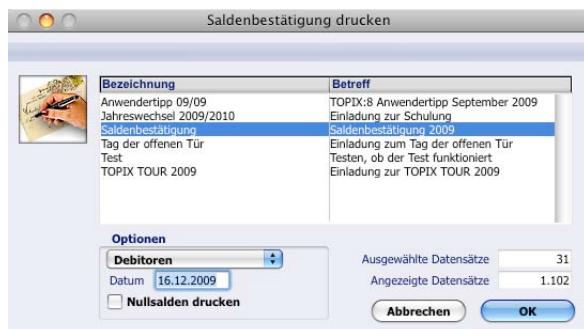 Saldenbestätigung drucken
Bezeichnung Betreff
Anwendertipp 09/09 TOPIX:8 Anwendertipp September 2009
Jahreswechsel 2009/2010 Einladung zur Schulung
Saldenbestätigung Saldenbestätigung 2009
Tag der offenen Tür Einladung zum Tag der offenen Tür
Test Testen, ob der Test funktioniert
TOPIX TOUR 2009 Einladung zur TOPIX TOUR 2009
Optionen
Debitoren Ausgewählte Datensätze 31
Datum 16.12.2009 Angezeigte Datensätze 1.102
Nullsalden drucken Abbrechen OK